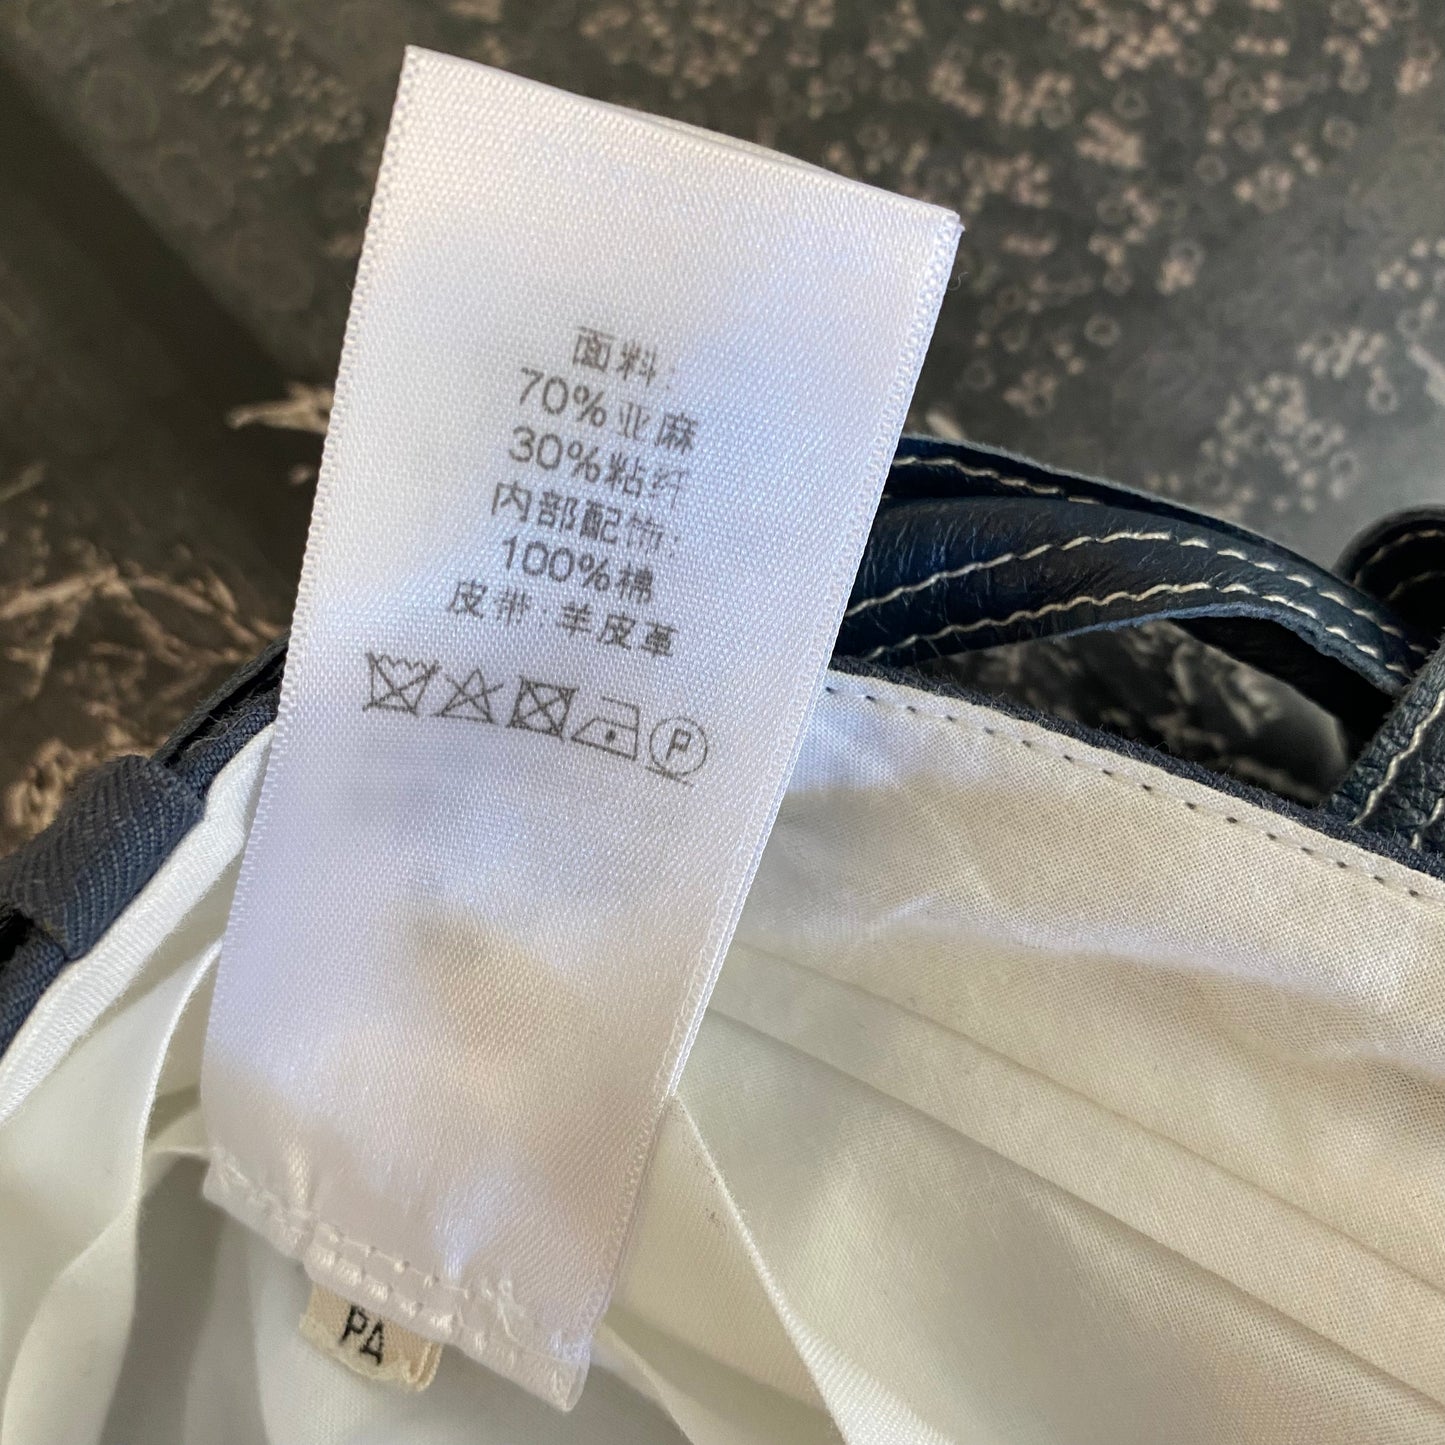 面料:
70%亚麻
30%粘纤
内部配饰:
100%棉
皮带:羊皮革
P
PA